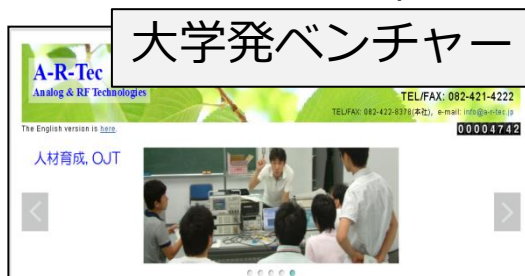 大学発ベンチャー
A-R-Tec
Analog & RF Technologies
TEL/FAX: 082-421-4222
TEL/FAX: 082-422-8378(本社), e-mail: info@a-r-tec.jp
The English version is here.
00004742
人材育成, OJT